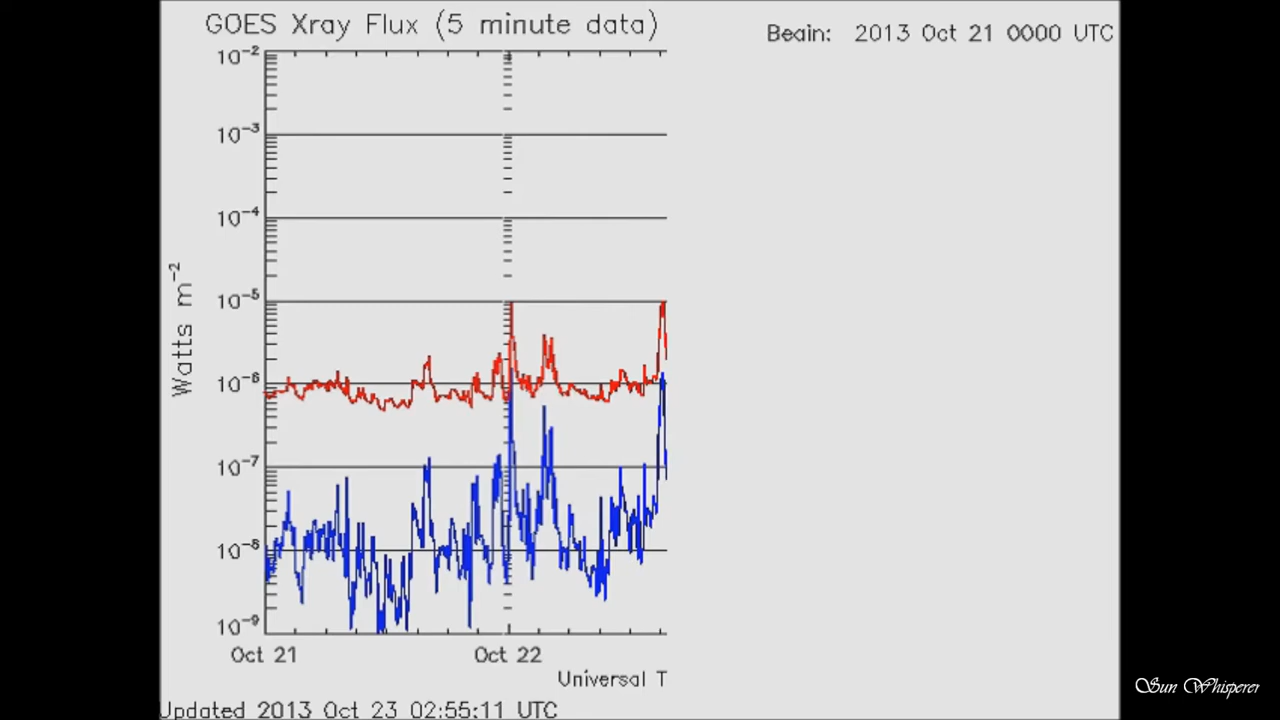 GOES Xray Flux (5 minute data)
Begin: 2013 Oct 21 0000 UTC
10⁻²
10⁻³
10⁻⁴
10⁻⁵
10⁻⁶
10⁻⁷
10⁻⁸
10⁻⁹
Watts m⁻²
Oct 21
Oct 22
Universal T
Updated 2013 Oct 23 02:55:11 UTC
Sun Whisperer